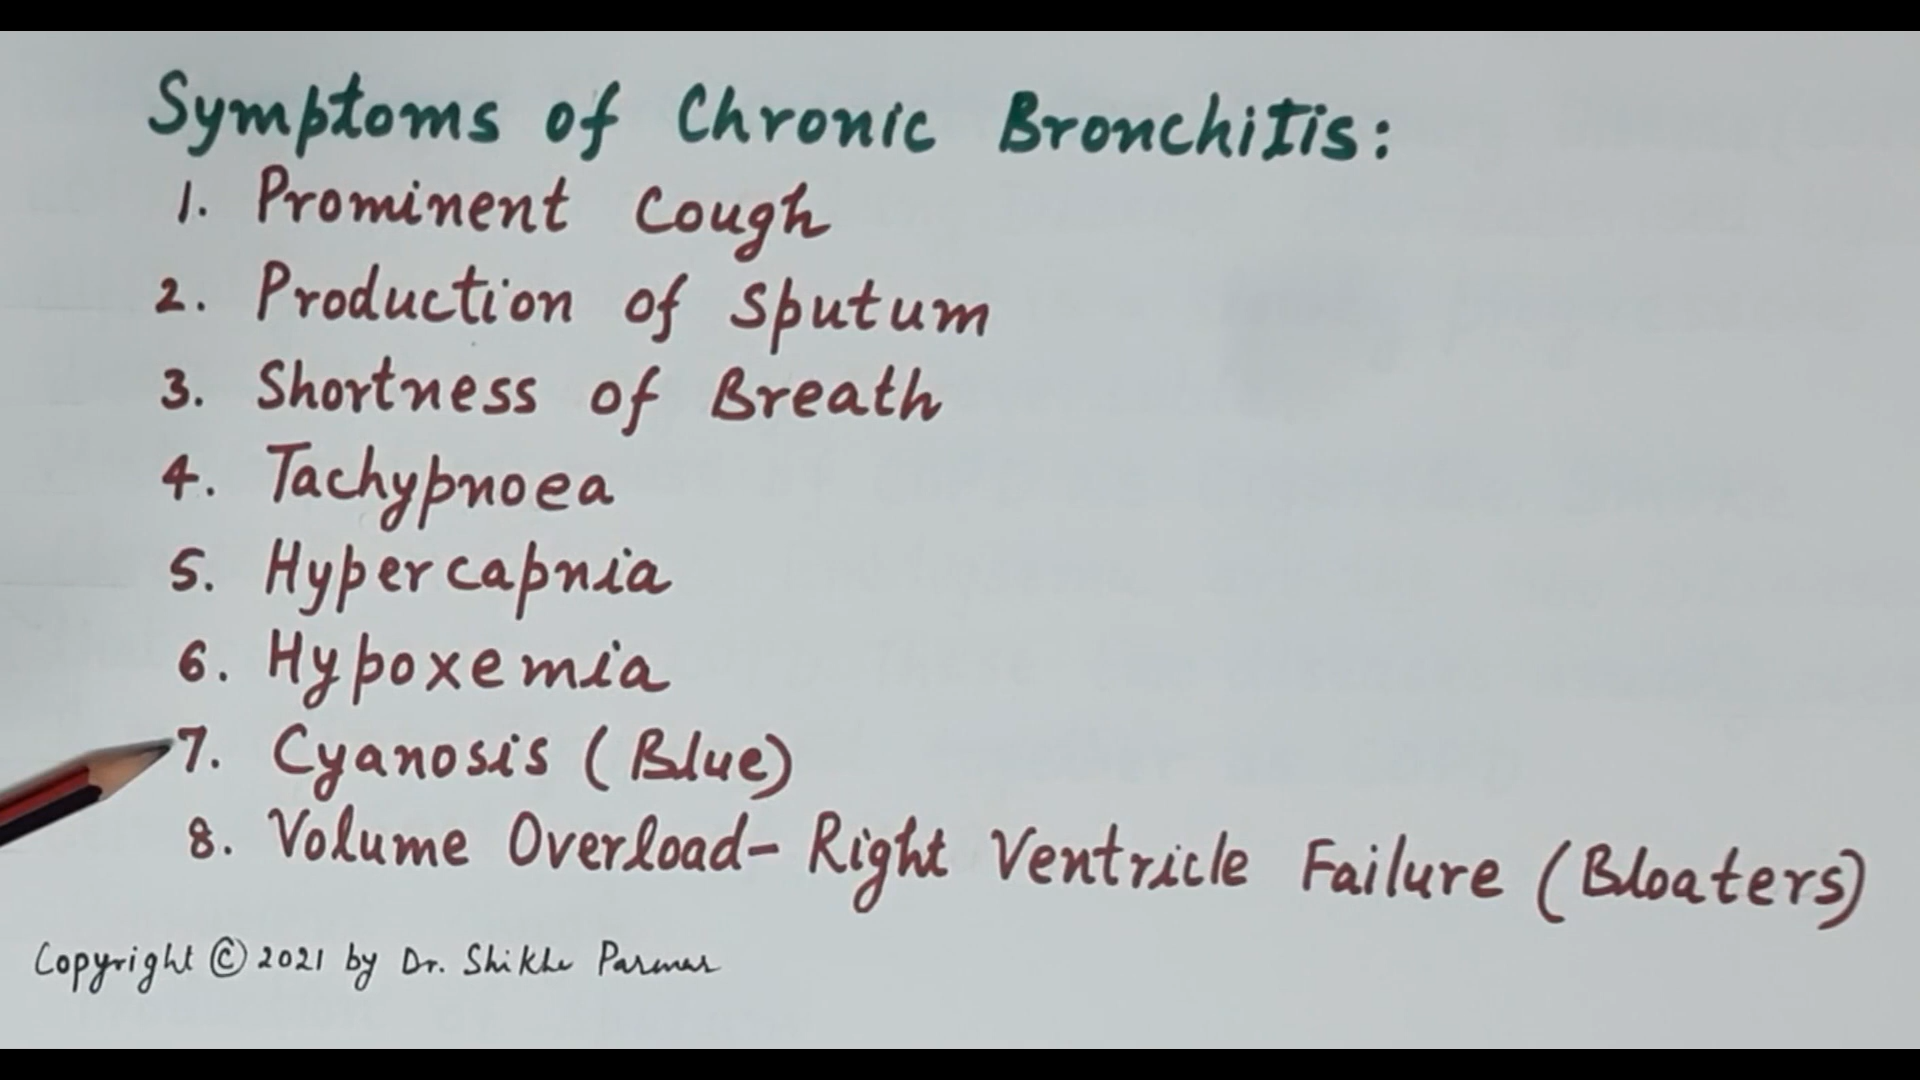 Symptoms of Chronic Bronchitis:
1. Prominent Cough
2. Production of Sputum
3. Shortness of Breath
4. Tachypnoea
5. Hypercapnia
6. Hypoxemia
7. Cyanosis (Blue)
8. Volume Overload- Right Ventricle Failure (Bloaters)
Copyright © 2021 by Dr. Shikha Parmar